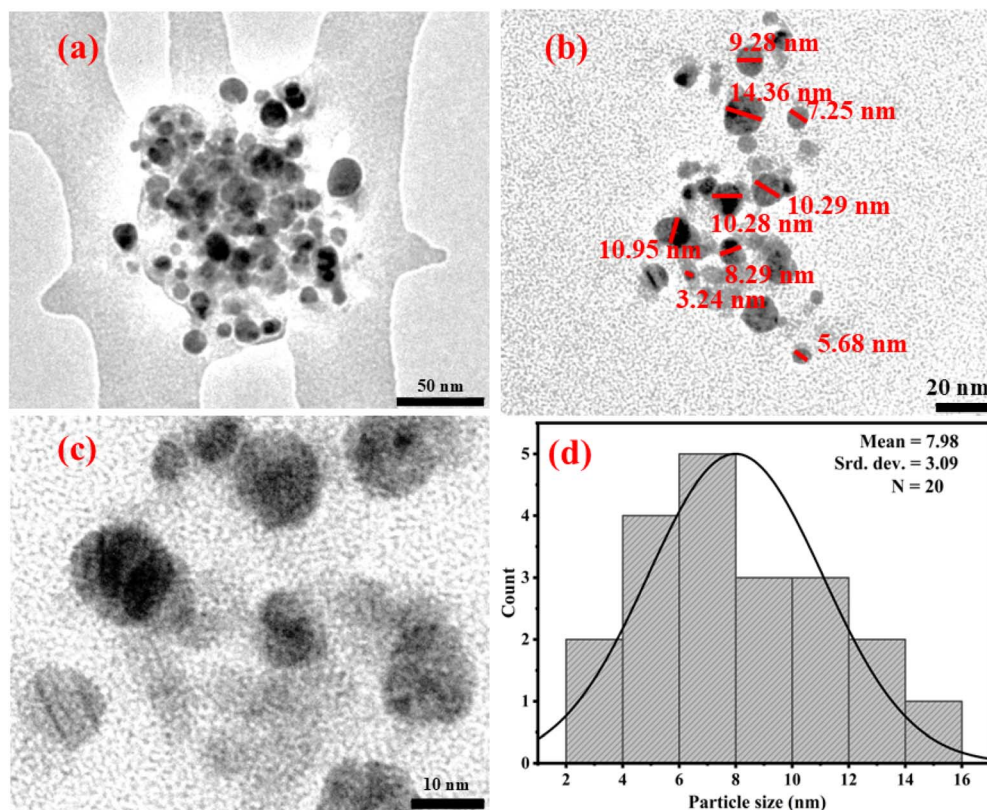 (a)
50 nm
(b)
9.28 nm
14.36 nm
7.25 nm
10.29 nm
10.28 nm
10.95 nm
8.29 nm
3.24 nm
5.68 nm
20 nm
(c)
10 nm
(d)
Mean = 7.98
Srd. dev. = 3.09
N = 20
Count
5
4
3
2
1
0
2 4 6 8 10 12 14 16
Particle size (nm)